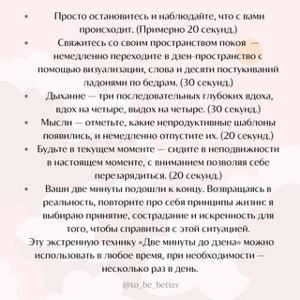 • Просто остановитесь и наблюдайте, что с вами
происходит. (Примерно 20 секунд.)
• Свяжитесь со своим пространством покоя —
немедленно переходите в дзен-пространство с
помощью визуализации, слова и десяти постукиваний
ладонями по бедрам. (30 секунд.)
• Дыхание — три последовательных глубоких вдоха,
вдох на четыре, выдох на четыре. (30 секунд.)
• Мысли — отметьте, какие непродуктивные шаблоны
появились, и немедленно отпустите их. (20 секунд.)
• Будьте в текущем моменте — сидите в неподвижности
в настоящем моменте, с вниманием позволяя себе
перезарядиться. (20 секунд.)
• Ваши две минуты подошли к концу. Возвращаясь в
реальность, повторите про себя принципы жизни: я
выбираю принятие, сострадание и искренность для
того, чтобы справиться с этой ситуацией.
Эту экстренную технику «Две минуты до дзена» можно
использовать в любое время, при необходимости —
несколько раз в день.
@to_be_better